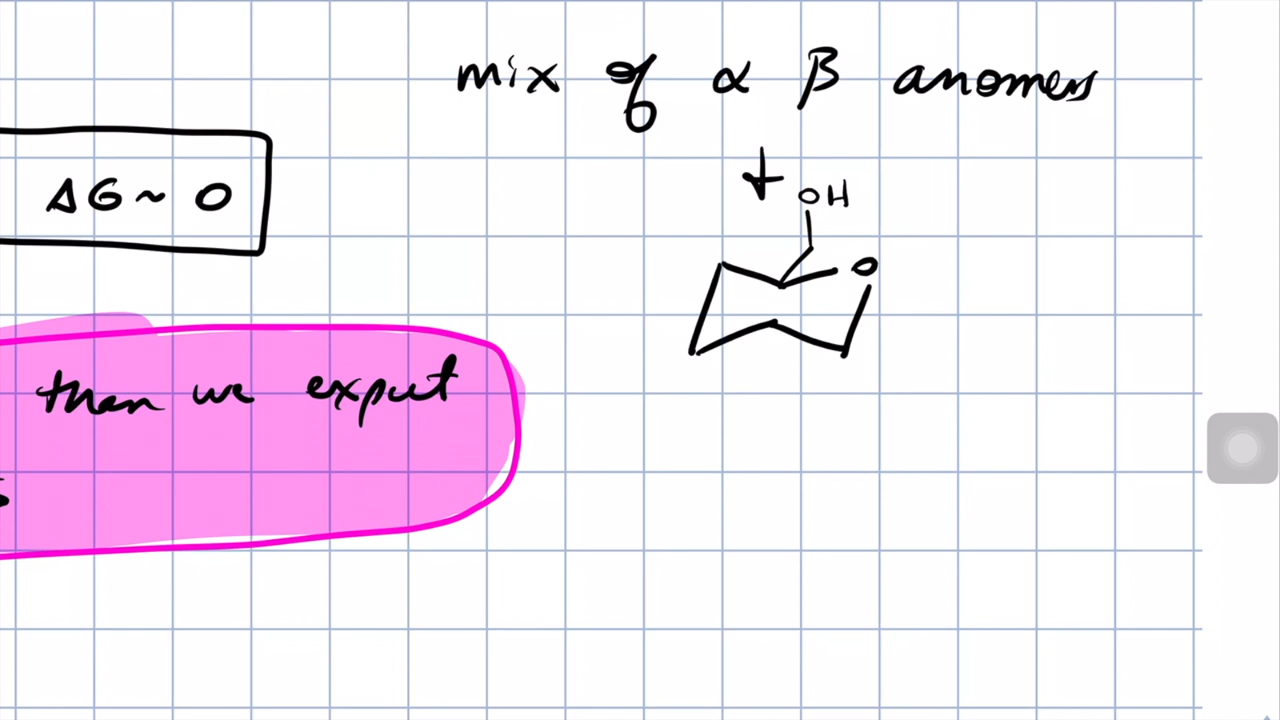 mix of α β anomers
+
ΔG ~ 0
OH
O
than we expect
s